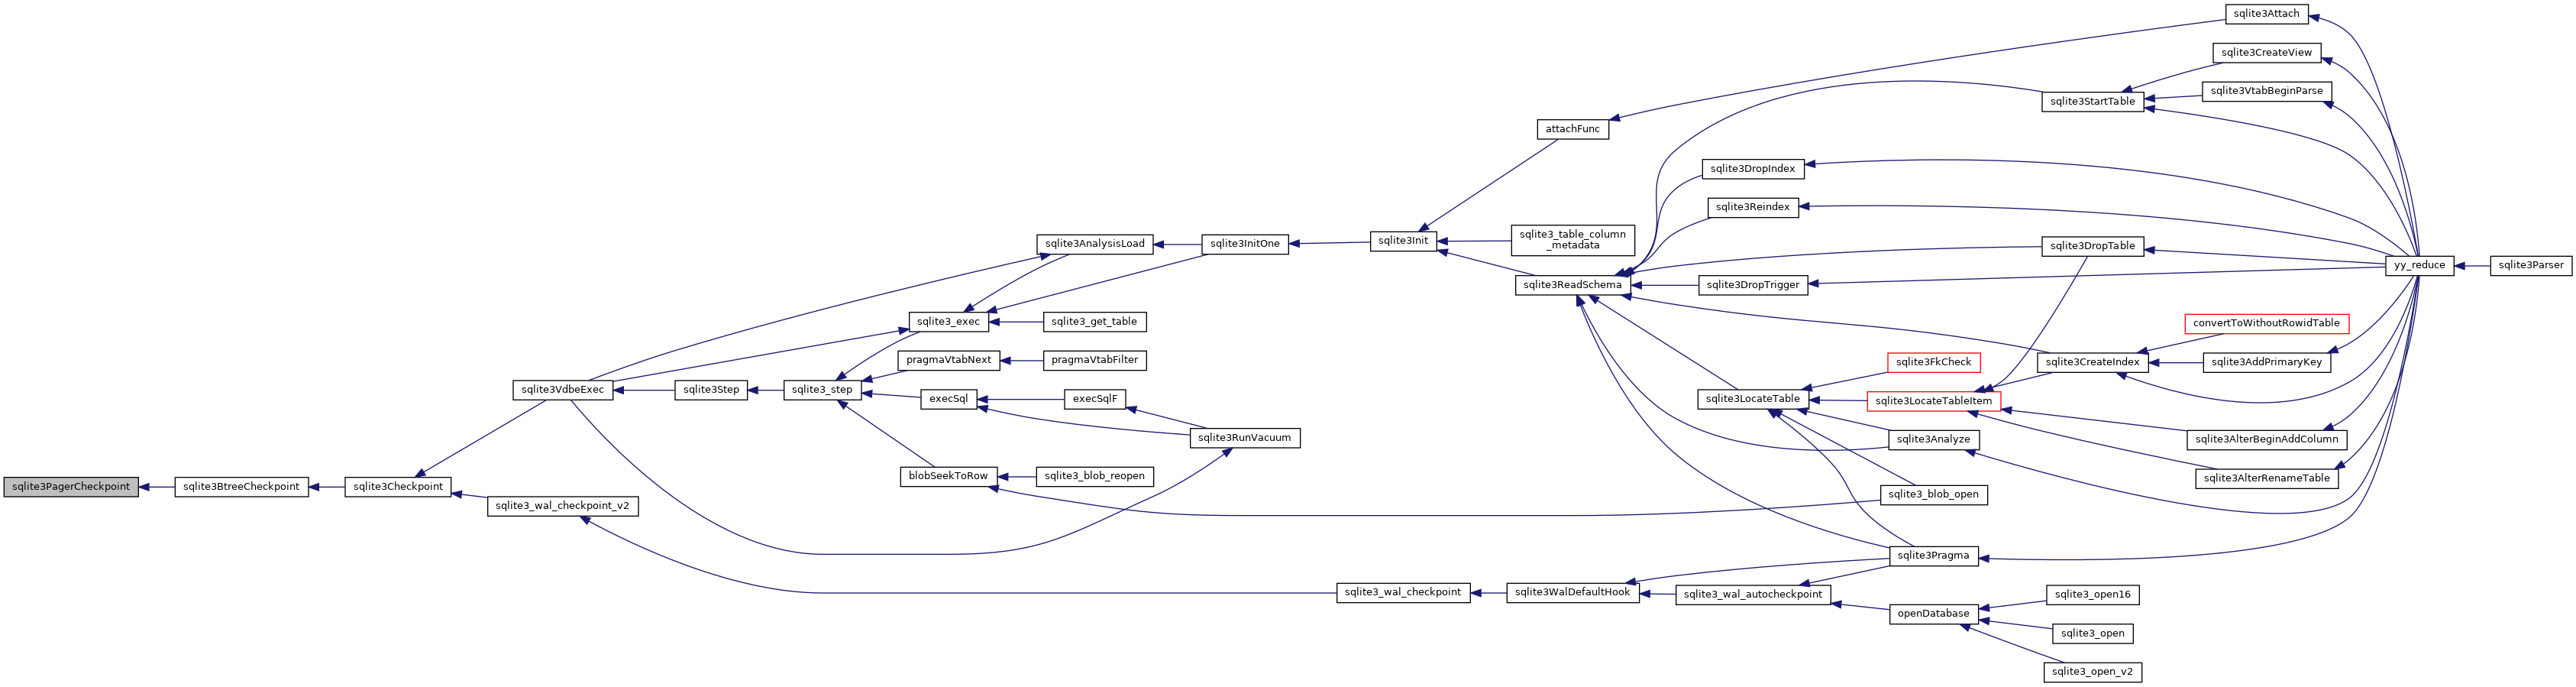 sqlite3Attach
sqlite3CreateView
sqlite3VtabBeginParse
sqlite3StartTable
attachFunc
sqlite3DropIndex
sqlite3Reindex
sqlite3_table_column
_metadata
sqlite3Init
sqlite3AnalysisLoad
sqlite3InitOne
sqlite3DropTable
yy_reduce
sqlite3Parser
sqlite3ReadSchema
sqlite3DropTrigger
sqlite3_exec
sqlite3_get_table
convertToWithoutRowidTable
pragmaVtabNext
pragmaVtabFilter
sqlite3FkCheck
sqlite3CreateIndex
sqlite3AddPrimaryKey
sqlite3VdbeExec
sqlite3Step
sqlite3_step
execSql
execSqlF
sqlite3LocateTable
sqlite3LocateTableItem
sqlite3RunVacuum
sqlite3Analyze
sqlite3AlterBeginAddColumn
blobSeekToRow
sqlite3_blob_reopen
sqlite3AlterRenameTable
sqlite3PagerCheckpoint
sqlite3BtreeCheckpoint
sqlite3Checkpoint
sqlite3_blob_open
sqlite3_wal_checkpoint_v2
sqlite3Pragma
sqlite3_wal_checkpoint
sqlite3WalDefaultHook
sqlite3_wal_autocheckpoint
sqlite3_open16
openDatabase
sqlite3_open
sqlite3_open_v2